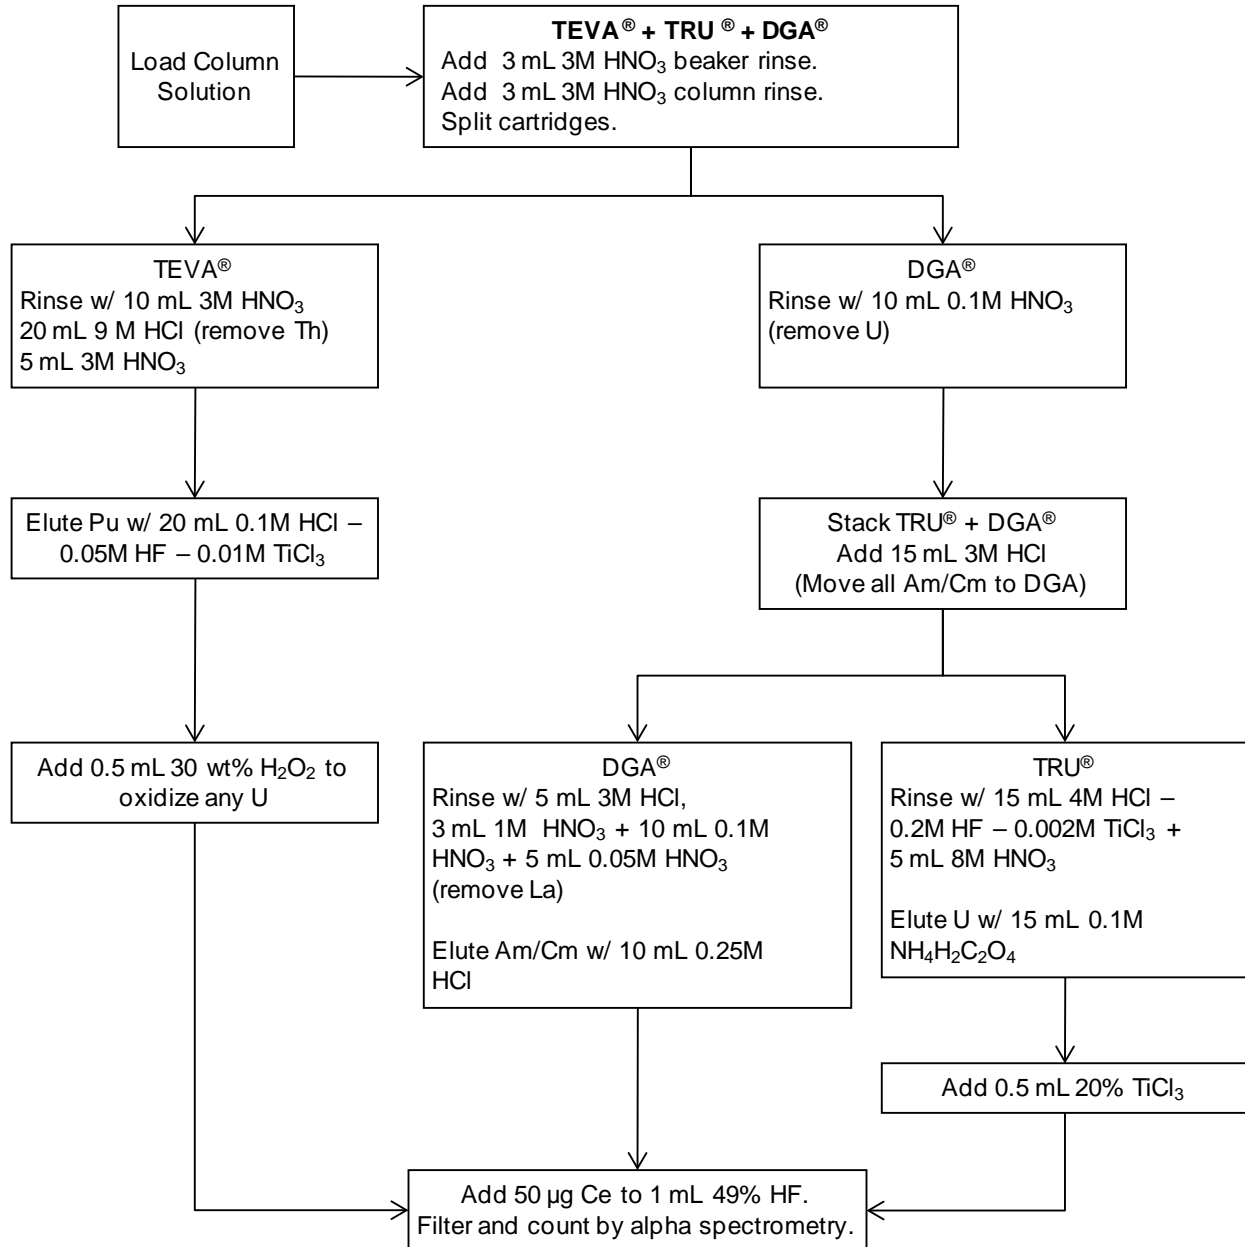 Load Column
Solution
TEVA® + TRU ® + DGA®
Add 3 mL 3M HNO₃ beaker rinse.
Add 3 mL 3M HNO₃ column rinse.
Split cartridges.
TEVA®
Rinse w/ 10 mL 3M HNO₃
20 mL 9 M HCl (remove Th)
5 mL 3M HNO₃
DGA®
Rinse w/ 10 mL 0.1M HNO₃
(remove U)
Elute Pu w/ 20 mL 0.1M HCl –
0.05M HF – 0.01M TiCl₃
Stack TRU® + DGA®
Add 15 mL 3M HCl
(Move all Am/Cm to DGA)
Add 0.5 mL 30 wt% H₂O₂ to
oxidize any U
DGA®
Rinse w/ 5 mL 3M HCl,
3 mL 1M HNO₃ + 10 mL 0.1M
HNO₃ + 5 mL 0.05M HNO₃
(remove La)
Elute Am/Cm w/ 10 mL 0.25M
HCl
TRU®
Rinse w/ 15 mL 4M HCl –
0.2M HF – 0.002M TiCl₃ +
5 mL 8M HNO₃
Elute U w/ 15 mL 0.1M
NH₄H₂C₂O₄
Add 0.5 mL 20% TiCl₃
Add 50 µg Ce to 1 mL 49% HF.
Filter and count by alpha spectrometry.